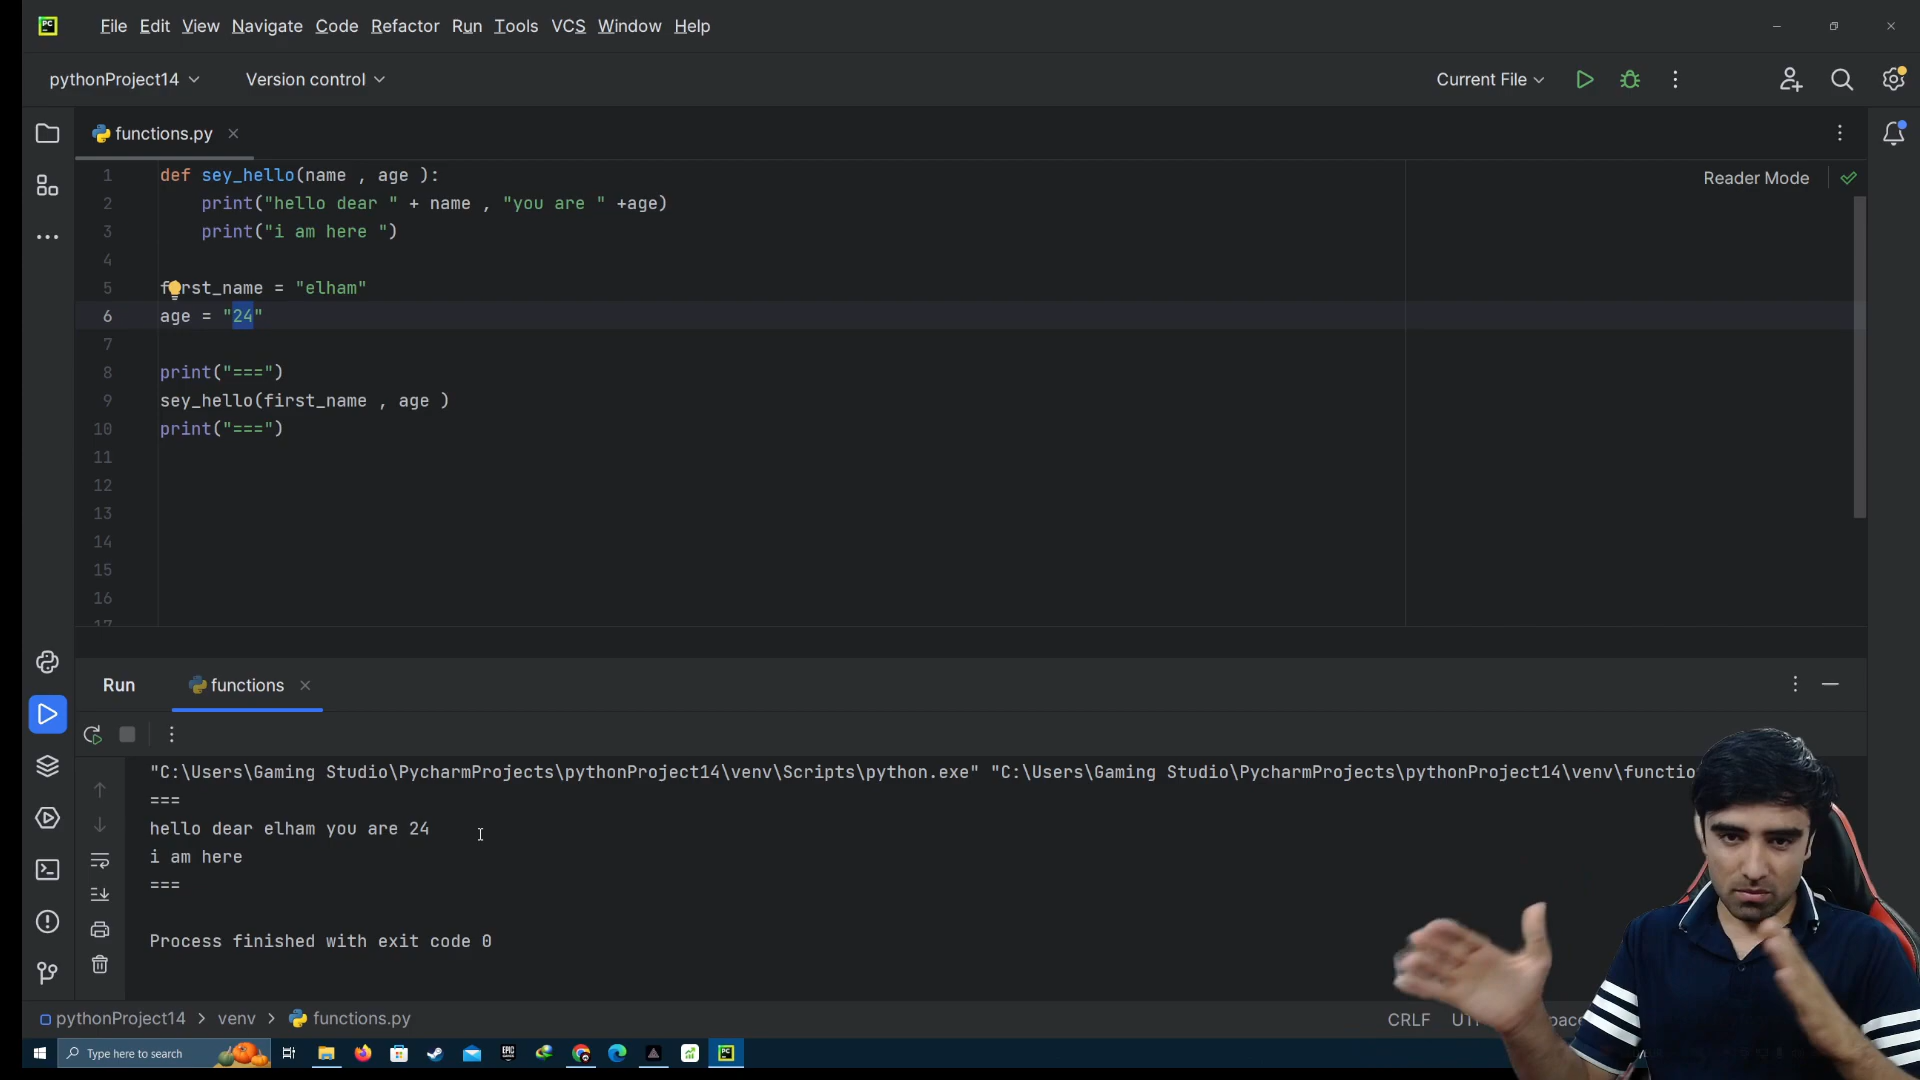 File Edit View Navigate Code Refactor Run Tools VCS Window Help
pythonProject14 Version control Current File
functions.py
Reader Mode
1 def sey_hello(name , age ):
2 print("hello dear " + name , "you are " +age)
3 print("i am here ")
4
5 first_name = "elham"
6 age = "24"
7
8 print("===")
9 sey_hello(first_name , age )
10 print("===")
11
12
13
14
15
16
17
Run functions
"C:\Users\Gaming Studio\PycharmProjects\pythonProject14\venv\Scripts\python.exe" "C:\Users\Gaming Studio\PycharmProjects\pythonProject14\venv\functio
===
hello dear elham you are 24
i am here
===
Process finished with exit code 0
pythonProject14 > venv > functions.py CRLF
Type here to search